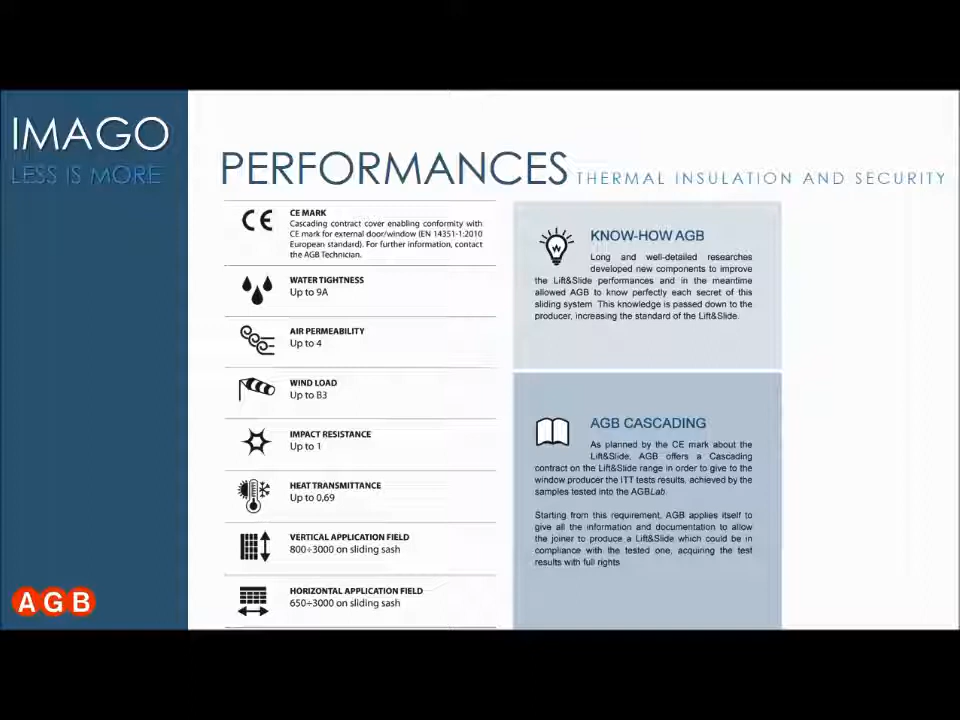 IMAGO
LESS IS MORE
PERFORMANCES THERMAL INSULATION AND SECURITY
CE MARK
Cascading contract cover enabling conformity with
CE mark for external door/window (EN 14351-1:2010
European standard). For further information, contact
the AGB Technician.
WATER TIGHTNESS
Up to 9A
AIR PERMEABILITY
Up to 4
WIND LOAD
Up to B3
IMPACT RESISTANCE
Up to 1
HEAT TRANSMITTANCE
Up to 0,69
VERTICAL APPLICATION FIELD
800÷3000 on sliding sash
HORIZONTAL APPLICATION FIELD
650÷3000 on sliding sash
KNOW-HOW AGB
Long and well-detailed researches
developed new components to improve
the Lift&Slide performances and in the meantime
allowed AGB to know perfectly each secret of this
sliding system. This knowledge is passed down to the
producer, increasing the standard of the Lift&Slide.
AGB CASCADING
As planned by the CE mark about the
Lift&Slide, AGB offers a Cascading
contract on the Lift&Slide range in order to give to the
window producer the ITT tests results, achieved by the
samples tested into the AGBLab.
Starting from this requirement, AGB applies itself to
give all the information and documentation to allow
the joiner to produce a Lift&Slide which could be in
compliance with the tested one, acquiring the test
results with full rights
AGB